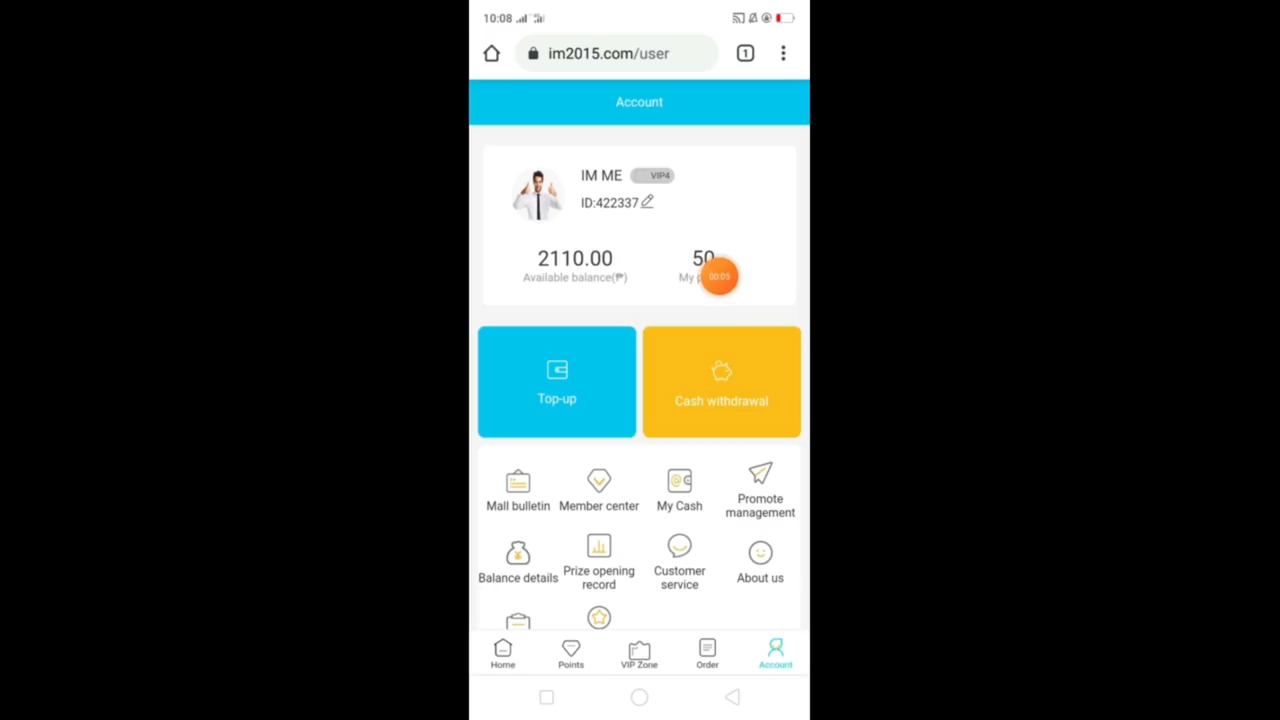 10:08
im2015.com/user
1
Account
IM ME VIP4
ID:422337
2110.00
Available balance(₱)
50
My
00:05
Top-up
Cash withdrawal
Mall bulletin
Member center
My Cash
Promote
management
Balance details
Prize opening
record
Customer
service
About us
Home
Points
VIP Zone
Order
Account